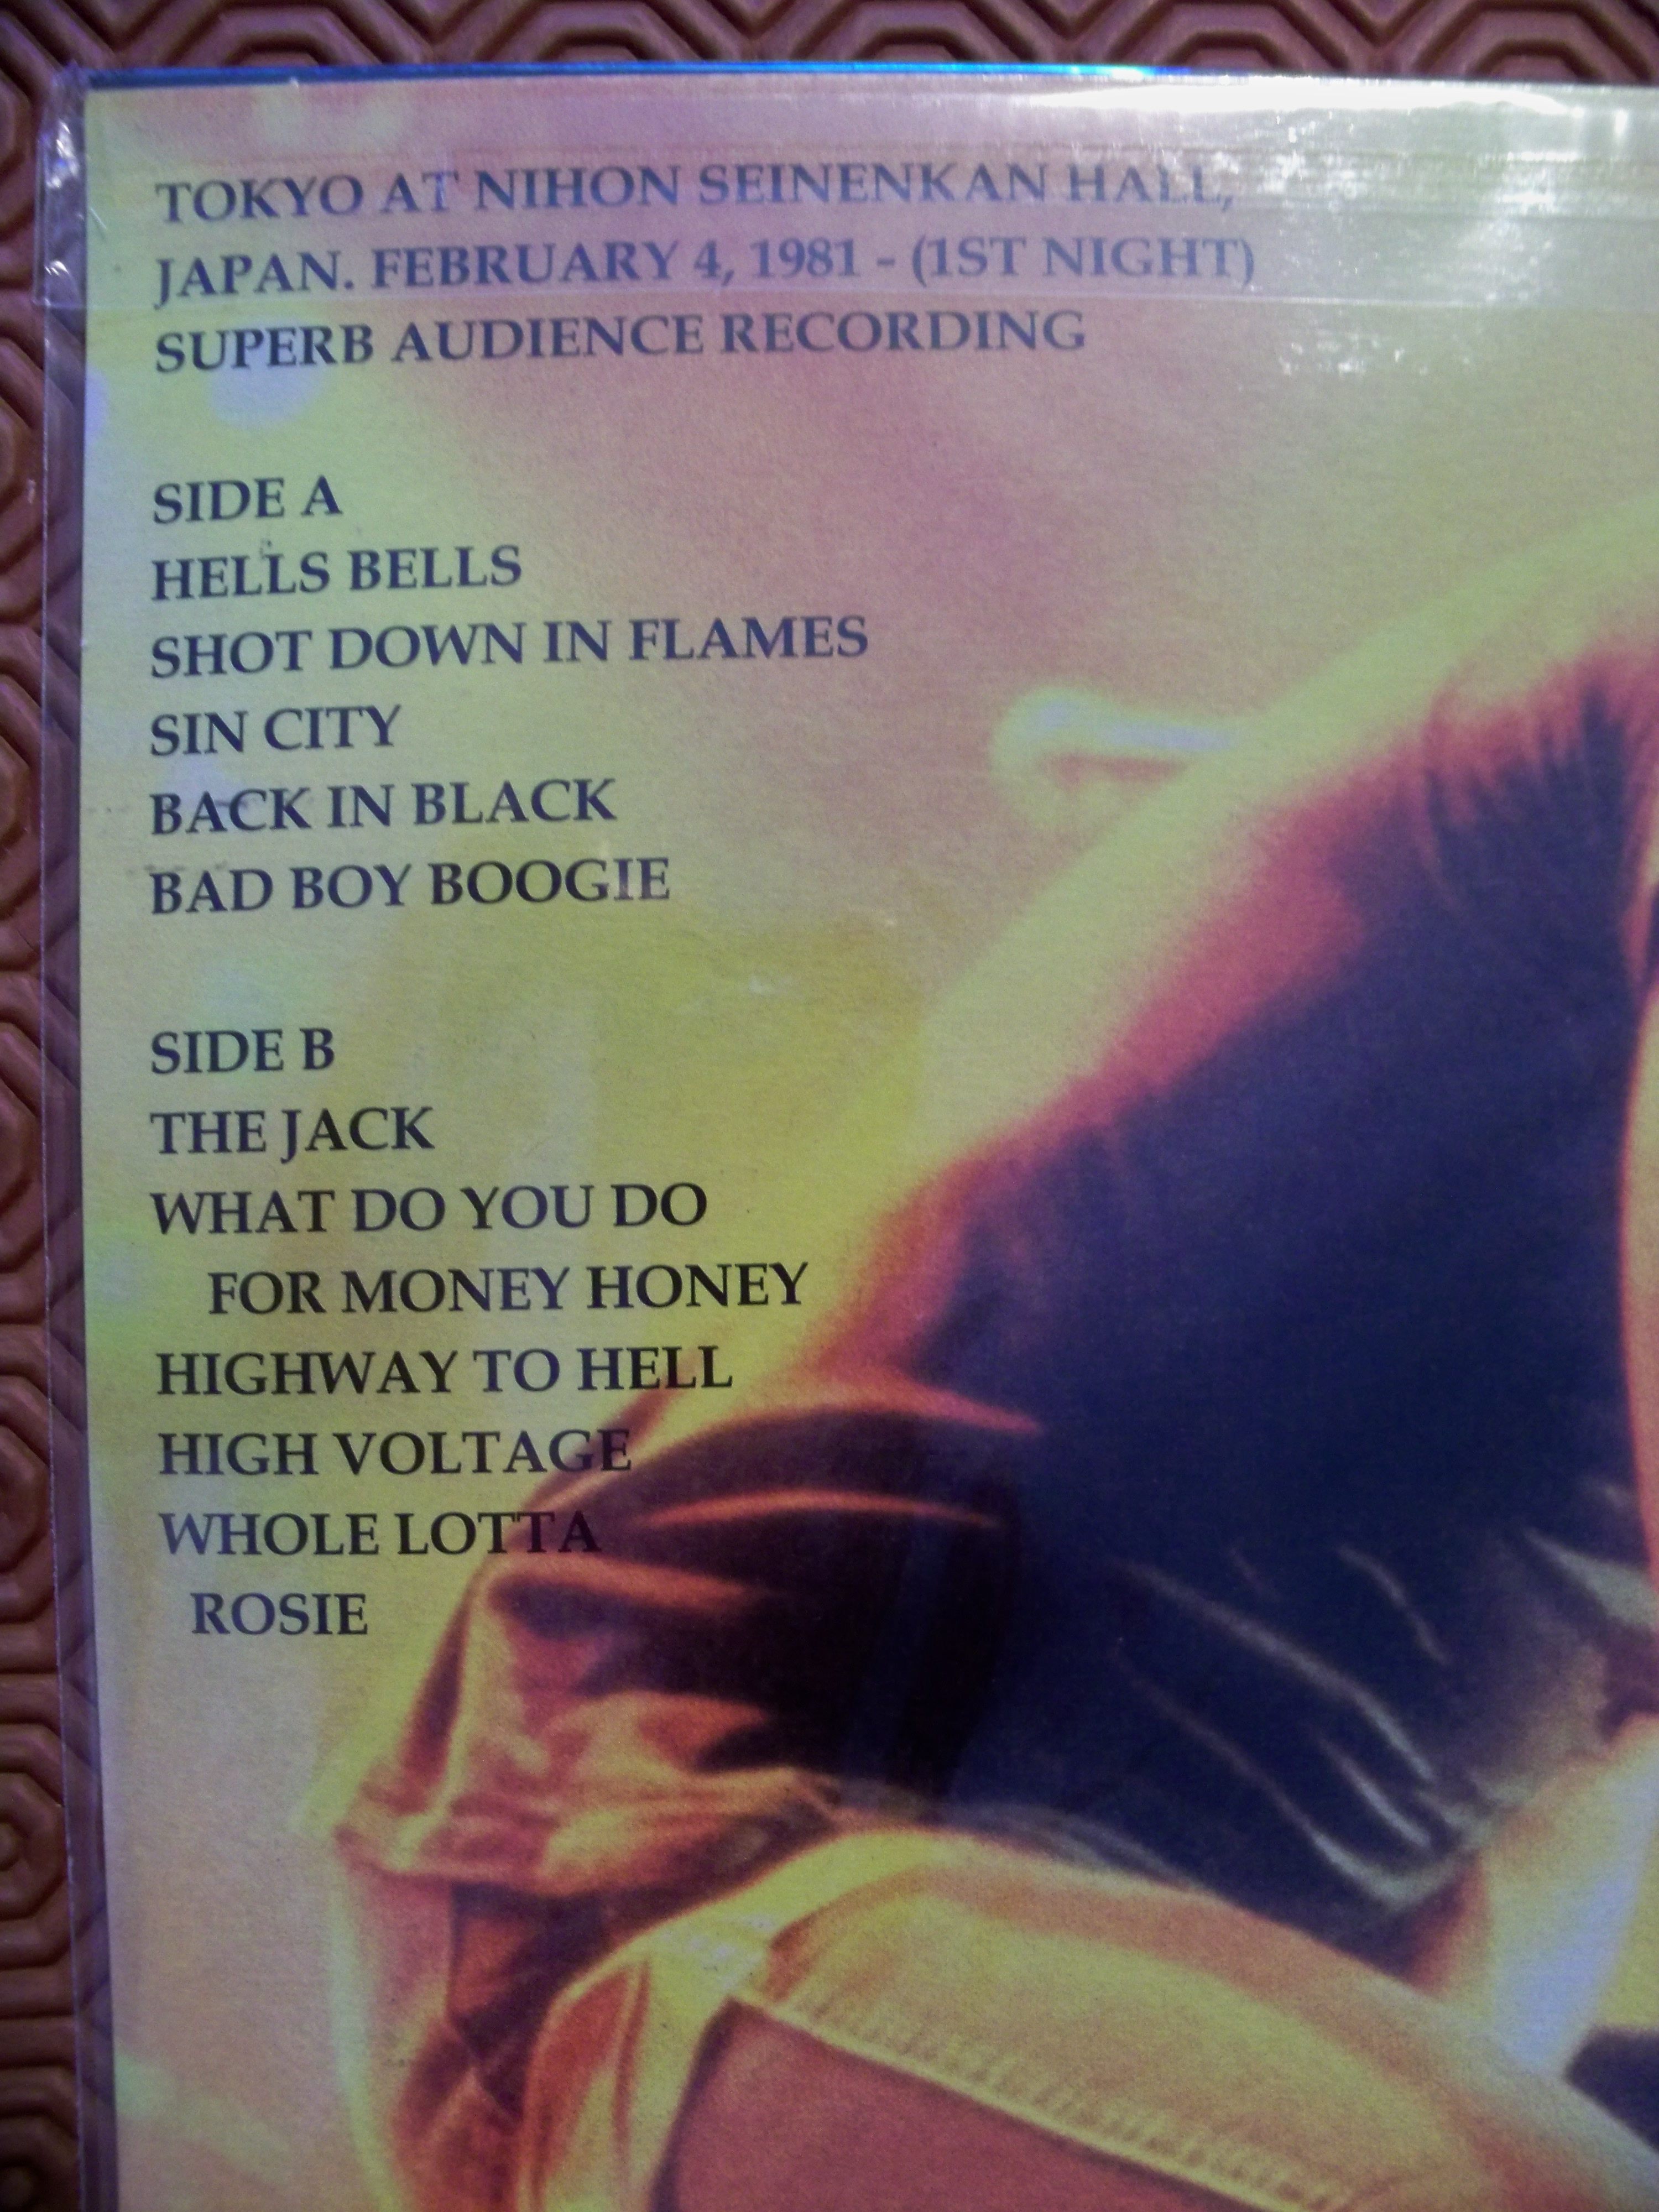 TOKYO AT NIHON SEINENKAN HALL,
JAPAN. FEBRUARY 4, 1981 - (1ST NIGHT)
SUPERB AUDIENCE RECORDING
SIDE A
HELLS BELLS
SHOT DOWN IN FLAMES
SIN CITY
BACK IN BLACK
BAD BOY BOOGIE
SIDE B
THE JACK
WHAT DO YOU DO
FOR MONEY HONEY
HIGHWAY TO HELL
HIGH VOLTAGE
WHOLE LOTTA
ROSIE